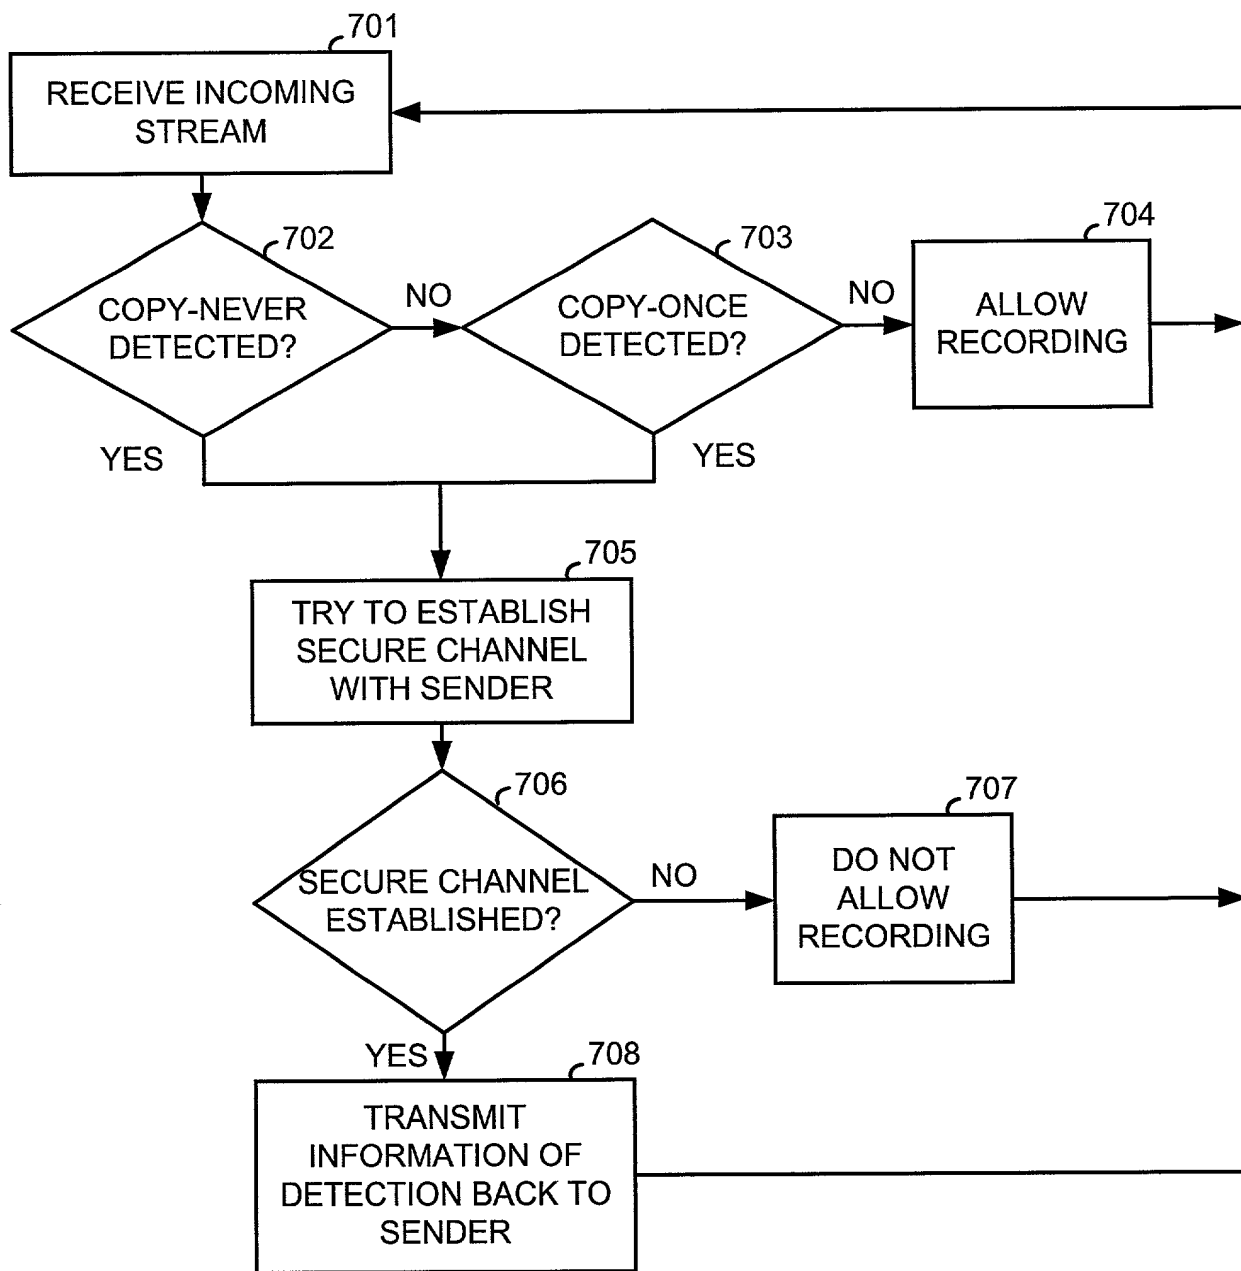 701
RECEIVE INCOMING
STREAM
702
COPY-NEVER
DETECTED?
NO
703
COPY-ONCE
DETECTED?
NO
704
ALLOW
RECORDING
YES
YES
705
TRY TO ESTABLISH
SECURE CHANNEL
WITH SENDER
706
SECURE CHANNEL
ESTABLISHED?
NO
707
DO NOT
ALLOW
RECORDING
YES
708
TRANSMIT
INFORMATION OF
DETECTION BACK TO
SENDER